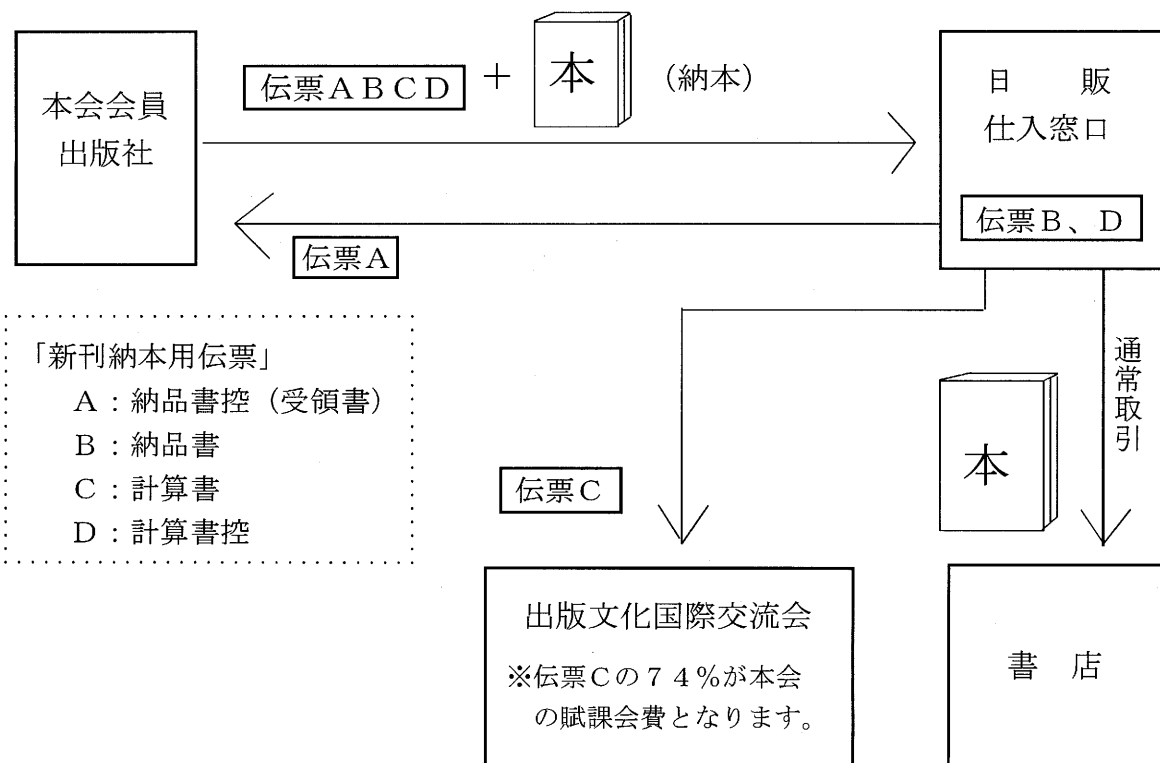 本会会員
出版社
伝票ABCD
+
本
(納本)
日 販
仕入窓口
伝票B、D
伝票A
「新刊納本用伝票」
A:納品書控(受領書)
B:納品書
C:計算書
D:計算書控
通常取引
本
伝票C
出版文化国際交流会
※伝票Cの74%が本会
の賦課会費となります。
書 店